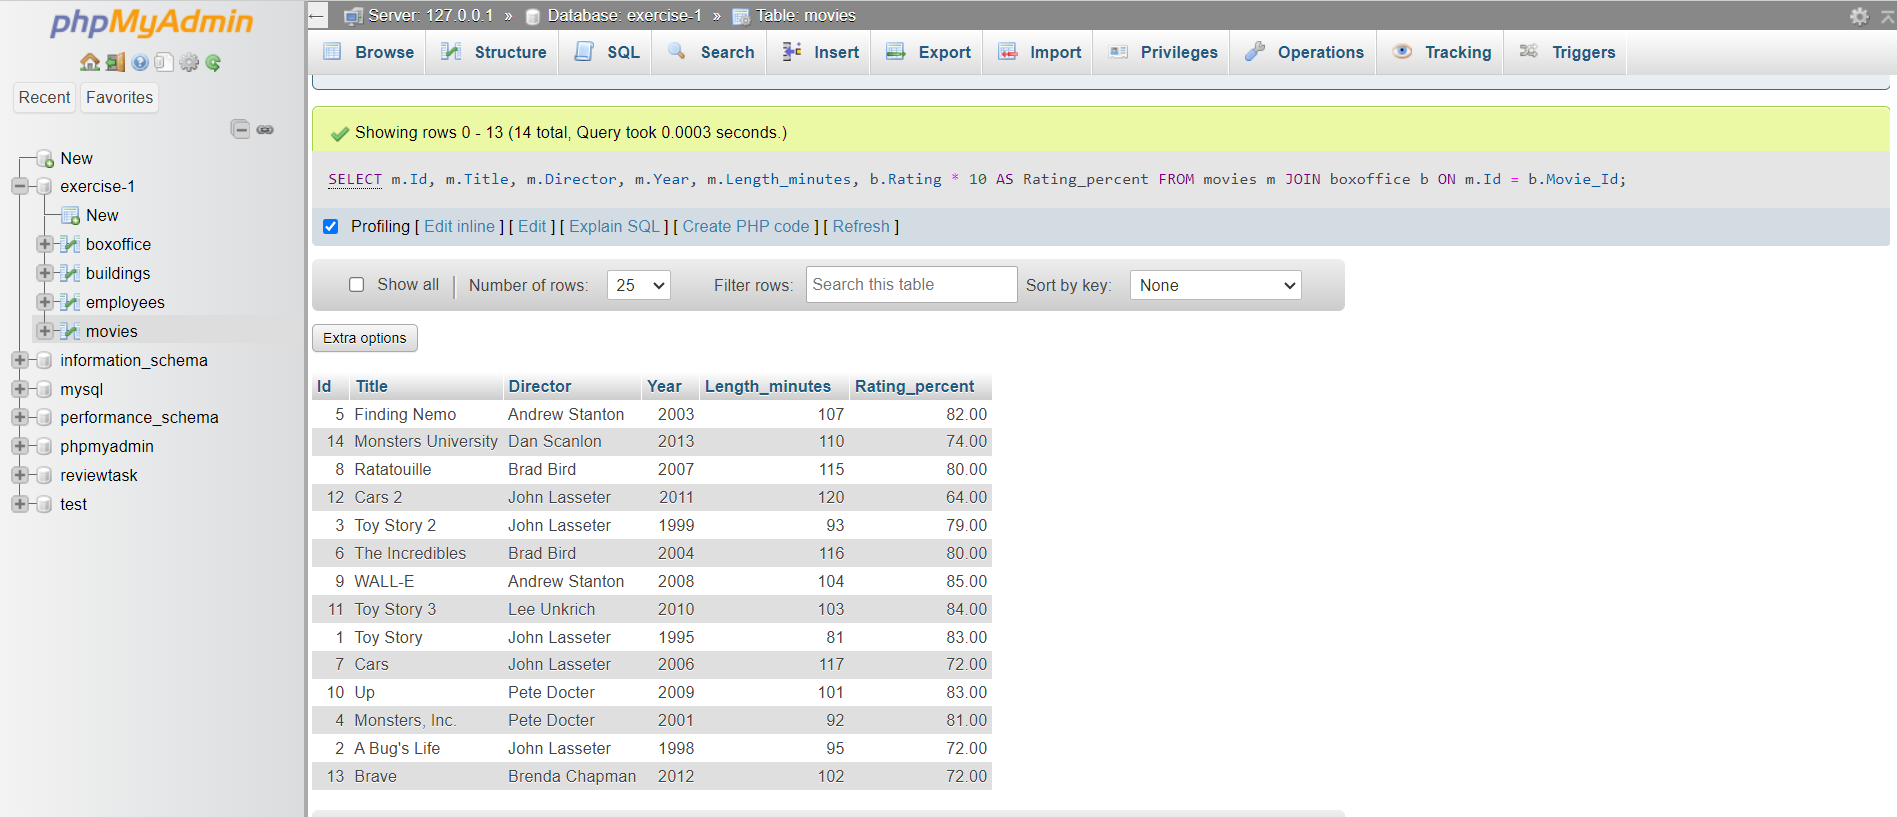 phpMyAdmin
Recent Favorites
New
exercise-1
New
boxoffice
buildings
employees
movies
information_schema
mysql
performance_schema
phpmyadmin
reviewtask
test
Server: 127.0.0.1 » Database: exercise-1 » Table: movies
Browse Structure SQL Search Insert Export Import Privileges Operations Tracking Triggers
Showing rows 0 - 13 (14 total, Query took 0.0003 seconds.)
SELECT m.Id, m.Title, m.Director, m.Year, m.Length_minutes, b.Rating * 10 AS Rating_percent FROM movies m JOIN boxoffice b ON m.Id = b.Movie_Id;
Profiling [ Edit inline ] [ Edit ] [ Explain SQL ] [ Create PHP code ] [ Refresh ]
Show all Number of rows: 25 Filter rows: Search this table Sort by key: None
Extra options
Id Title Director Year Length_minutes Rating_percent
5 Finding Nemo Andrew Stanton 2003 107 82.00
14 Monsters University Dan Scanlon 2013 110 74.00
8 Ratatouille Brad Bird 2007 115 80.00
12 Cars 2 John Lasseter 2011 120 64.00
3 Toy Story 2 John Lasseter 1999 93 79.00
6 The Incredibles Brad Bird 2004 116 80.00
9 WALL-E Andrew Stanton 2008 104 85.00
11 Toy Story 3 Lee Unkrich 2010 103 84.00
1 Toy Story John Lasseter 1995 81 83.00
7 Cars John Lasseter 2006 117 72.00
10 Up Pete Docter 2009 101 83.00
4 Monsters, Inc. Pete Docter 2001 92 81.00
2 A Bug's Life John Lasseter 1998 95 72.00
13 Brave Brenda Chapman 2012 102 72.00